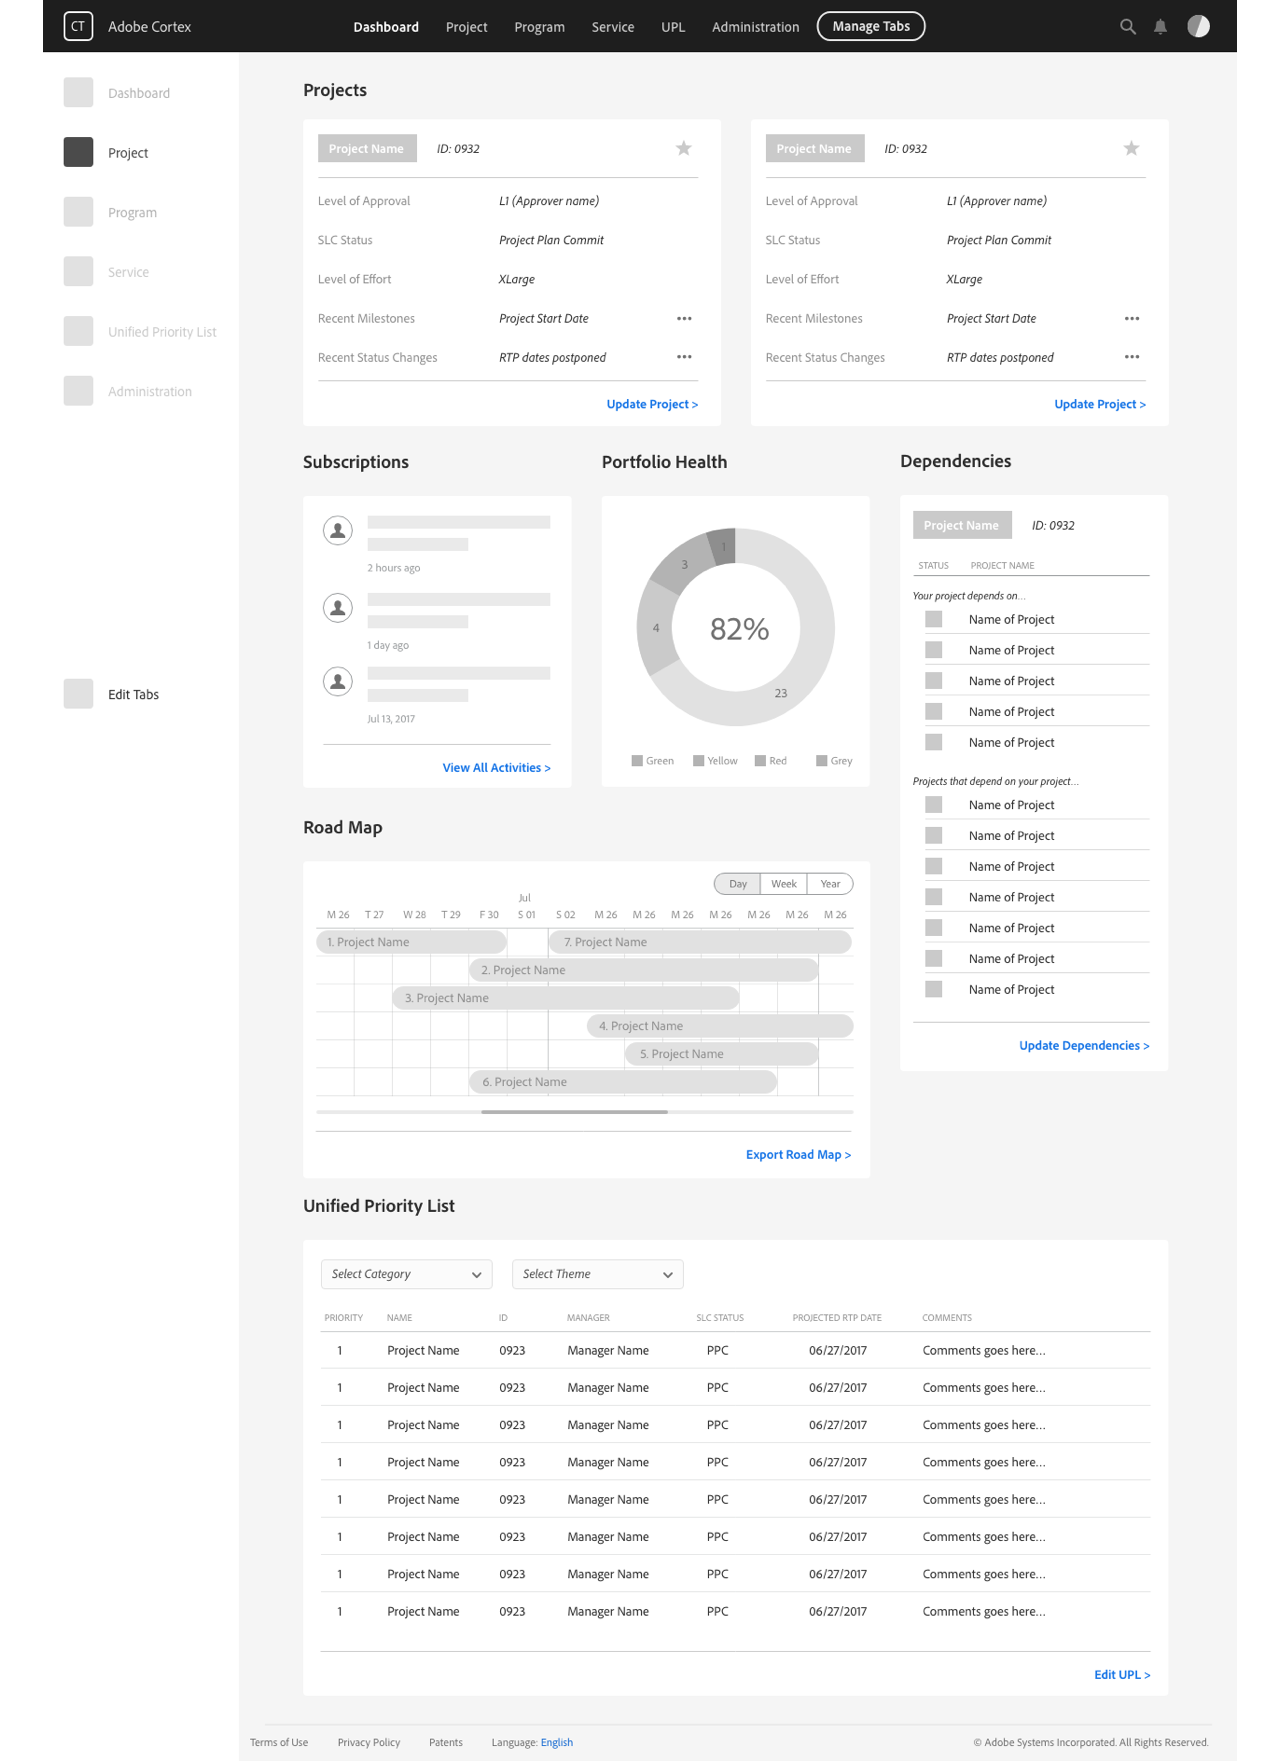 CT Adobe Cortex Dashboard Project Program Service UPL Administration Manage Tabs
Dashboard
Project
Program
Service
Unified Priority List
Administration
Edit Tabs
Projects
Project Name ID: 0932
Level of Approval L1 (Approver name)
SLC Status Project Plan Commit
Level of Effort XLarge
Recent Milestones Project Start Date •••
Recent Status Changes RTP dates postponed •••
Update Project >
Project Name ID: 0932
Level of Approval L1 (Approver name)
SLC Status Project Plan Commit
Level of Effort XLarge
Recent Milestones Project Start Date •••
Recent Status Changes RTP dates postponed •••
Update Project >
Subscriptions
2 hours ago
1 day ago
Jul 13, 2017
View All Activities >
Portfolio Health
1
3
4
82%
23
Green Yellow Red Grey
Dependencies
Project Name ID: 0932
STATUS PROJECT NAME
Your project depends on...
Name of Project
Name of Project
Name of Project
Name of Project
Name of Project
Projects that depend on your project...
Name of Project
Name of Project
Name of Project
Name of Project
Name of Project
Name of Project
Name of Project
Update Dependencies >
Road Map
Day Week Year
Jul
M 26 T 27 W 28 T 29 F 30 S 01 S 02 M 26 M 26 M 26 M 26 M 26 M 26 M 26
1. Project Name 7. Project Name
2. Project Name
3. Project Name
4. Project Name
5. Project Name
6. Project Name
Export Road Map >
Unified Priority List
Select Category Select Theme
PRIORITY NAME ID MANAGER SLC STATUS PROJECTED RTP DATE COMMENTS
1 Project Name 0923 Manager Name PPC 06/27/2017 Comments goes here...
1 Project Name 0923 Manager Name PPC 06/27/2017 Comments goes here...
1 Project Name 0923 Manager Name PPC 06/27/2017 Comments goes here...
1 Project Name 0923 Manager Name PPC 06/27/2017 Comments goes here...
1 Project Name 0923 Manager Name PPC 06/27/2017 Comments goes here...
1 Project Name 0923 Manager Name PPC 06/27/2017 Comments goes here...
1 Project Name 0923 Manager Name PPC 06/27/2017 Comments goes here...
1 Project Name 0923 Manager Name PPC 06/27/2017 Comments goes here...
Edit UPL >
Terms of Use Privacy Policy Patents Language: English © Adobe Systems Incorporated. All Rights Reserved.